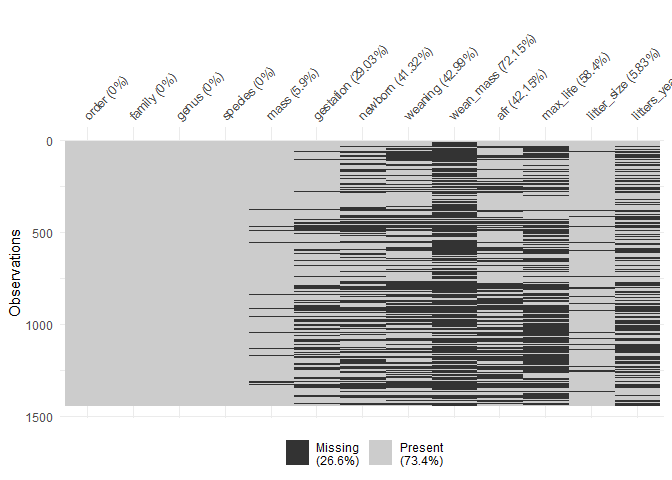 order (0%)
family (0%)
genus (0%)
species (0%)
mass (5.9%)
gestation (29.03%)
newborn (41.32%)
weaning (42.99%)
wean_mass (72.15%)
afr (42.15%)
max_life (58.4%)
litter_size (5.83%)
litters_yea
0
500
1000
1500
Observations
Missing
(26.6%)
Present
(73.4%)